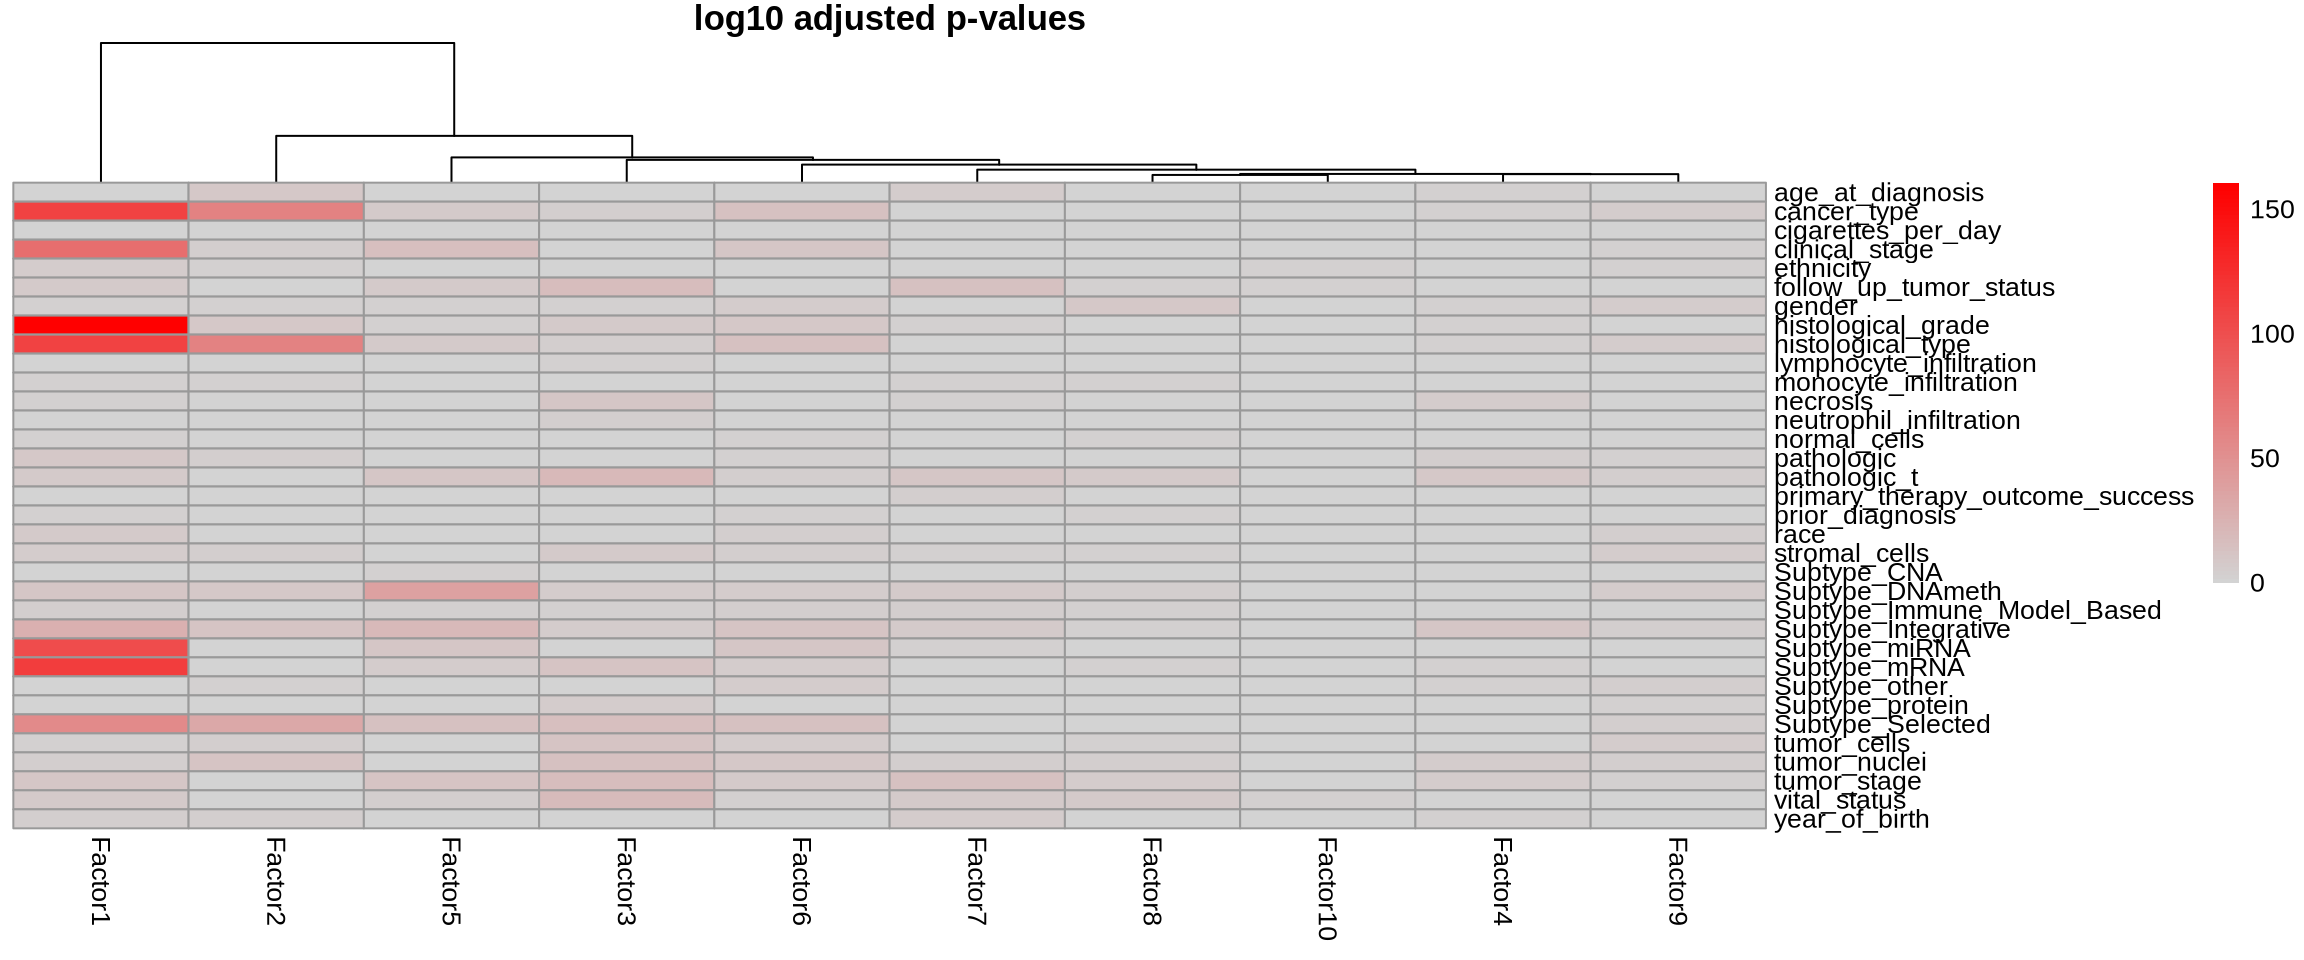 log10 adjusted p-values
age_at_diagnosis
cancer_type
cigarettes_per_day
clinical_stage
ethnicity
follow_up_tumor_status
gender
histological_grade
histological_type
lymphocyte_infiltration
monocyte_infiltration
necrosis
neutrophil_infiltration
normal_cells
pathologic
pathologic_t
primary_therapy_outcome_success
prior_diagnosis
race
stromal_cells
Subtype_CNA
Subtype_DNAmeth
Subtype_Immune_Model_Based
Subtype_Integrative
Subtype_miRNA
Subtype_mRNA
Subtype_other
Subtype_protein
Subtype_Selected
tumor_cells
tumor_nuclei
tumor_stage
vital_status
year_of_birth
150
100
50
0
Factor1
Factor2
Factor5
Factor3
Factor6
Factor7
Factor8
Factor10
Factor4
Factor9